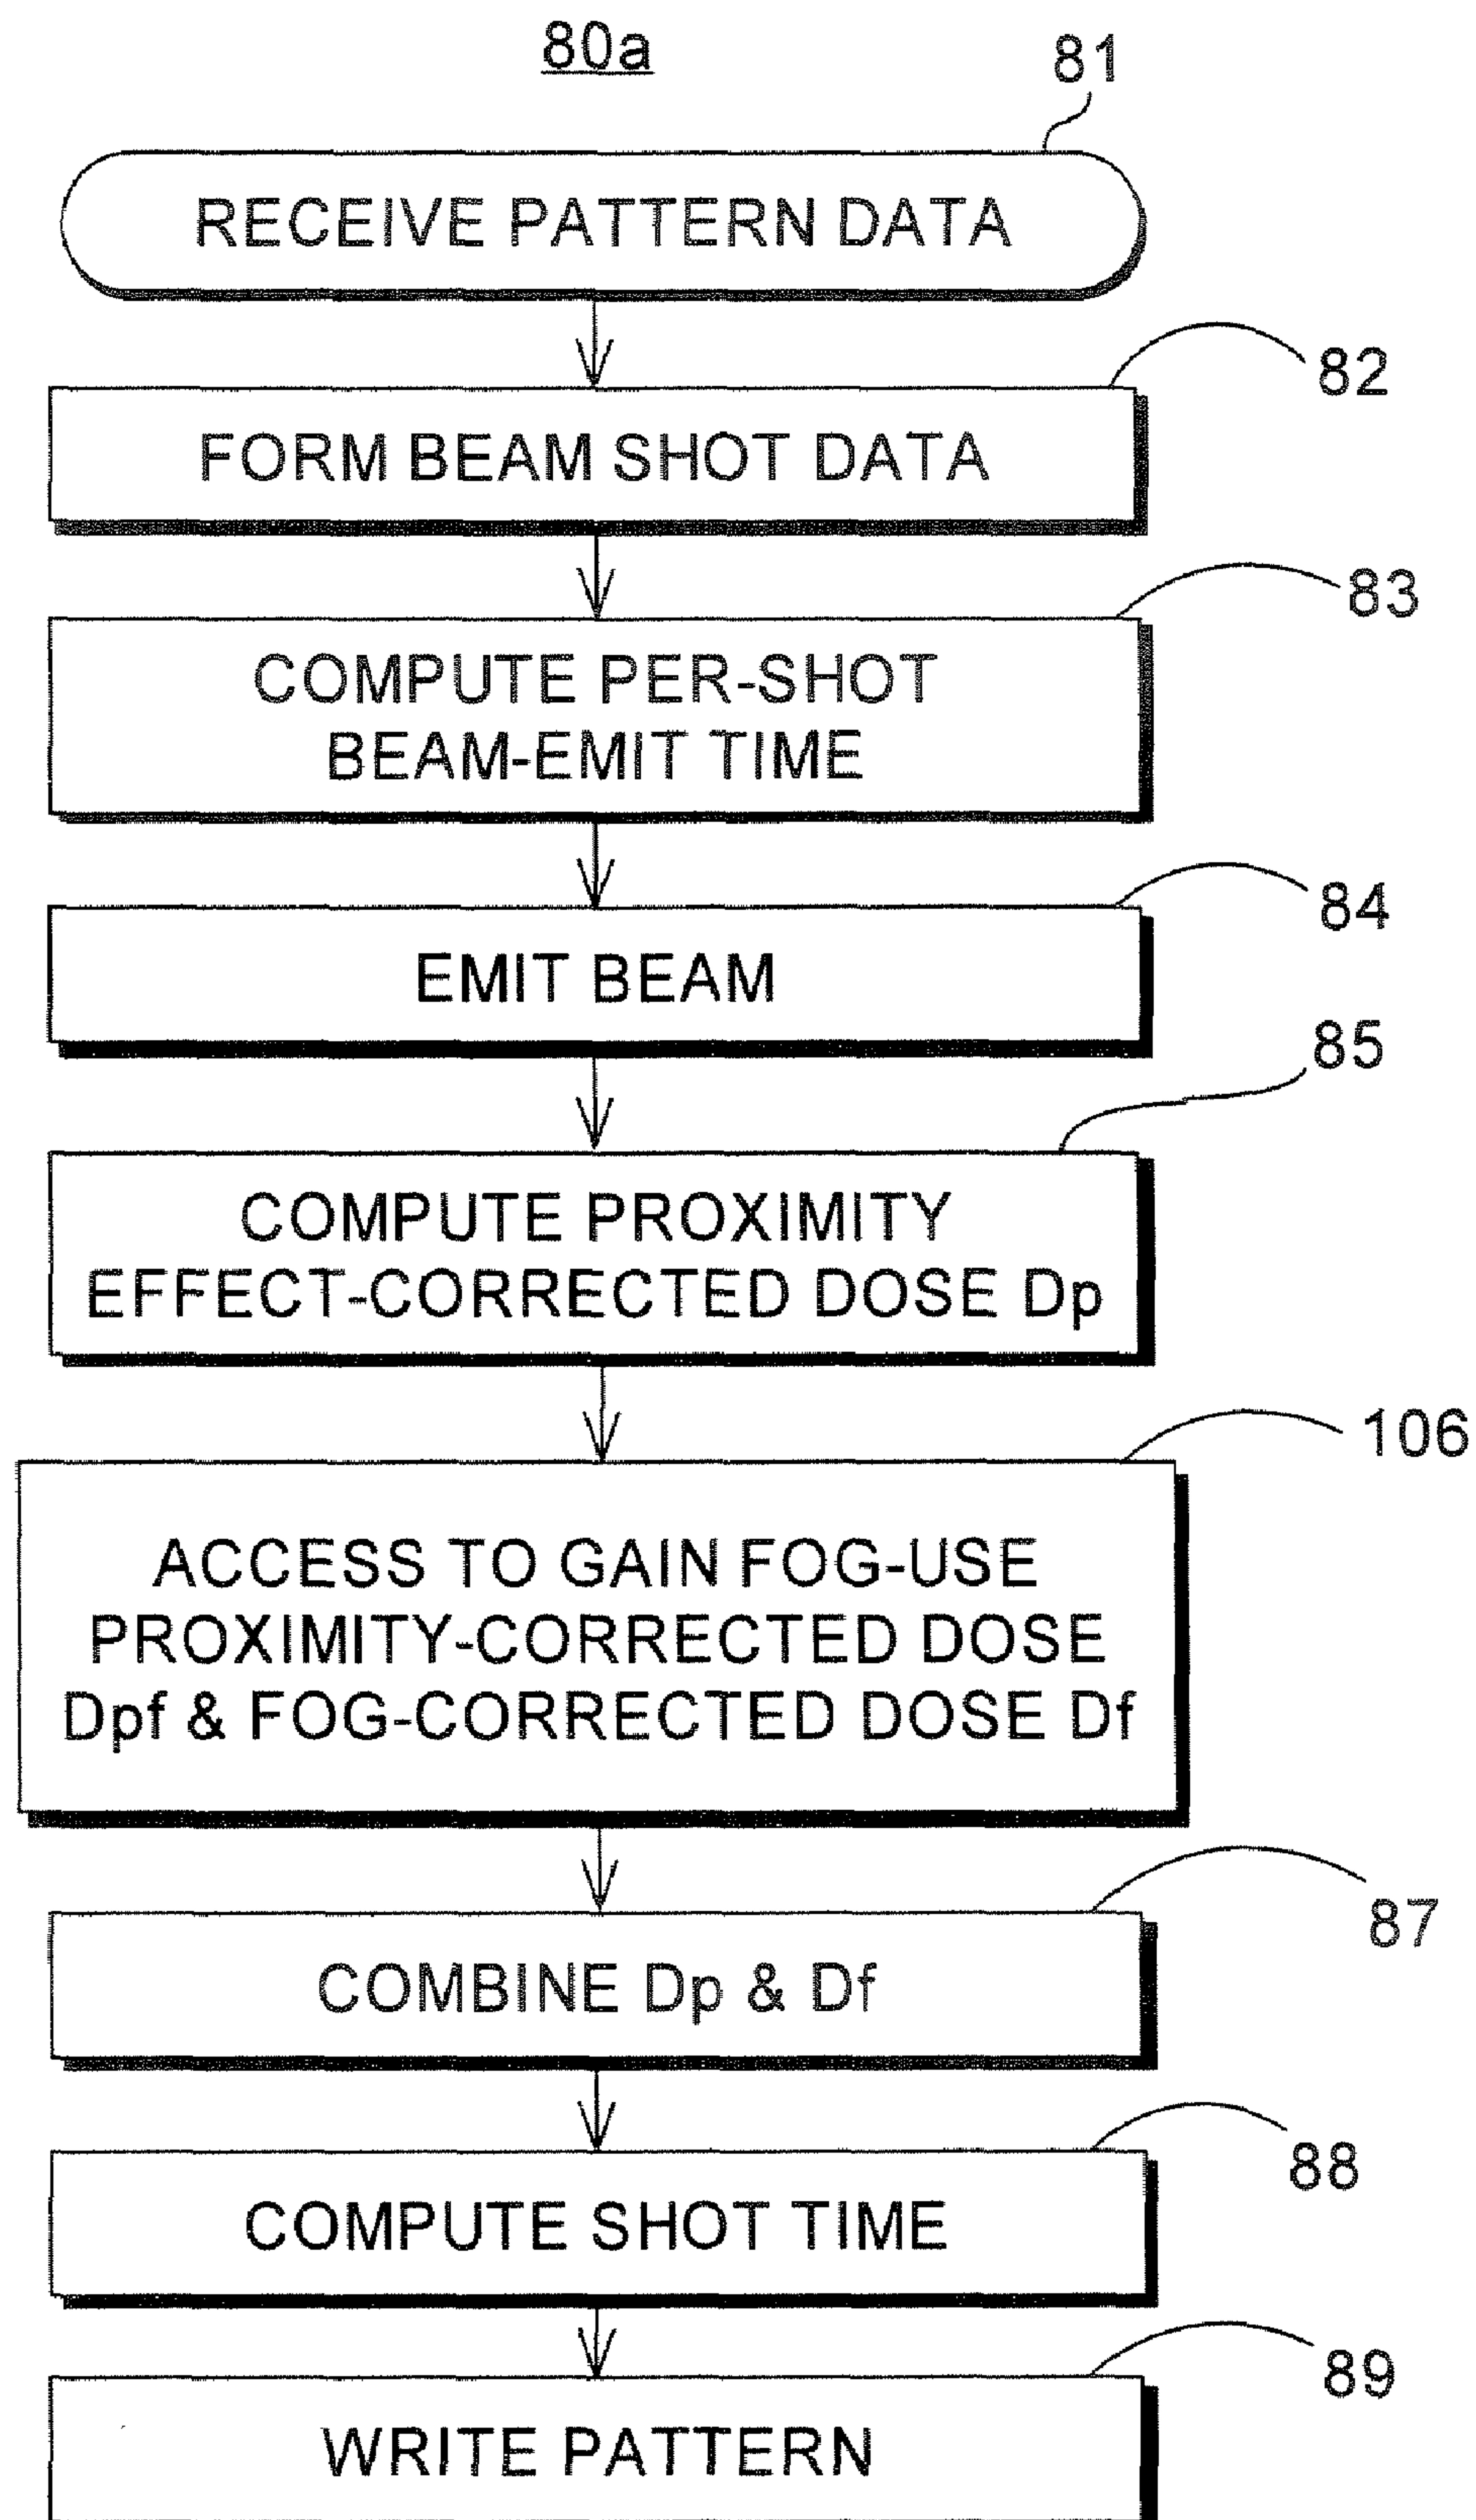 80a
81
RECEIVE PATTERN DATA
82
FORM BEAM SHOT DATA
83
COMPUTE PER-SHOT
BEAM-EMIT TIME
84
EMIT BEAM
85
COMPUTE PROXIMITY
EFFECT-CORRECTED DOSE Dp
106
ACCESS TO GAIN FOG-USE
PROXIMITY-CORRECTED DOSE
Dpf & FOG-CORRECTED DOSE Df
87
COMBINE Dp & Df
88
COMPUTE SHOT TIME
89
WRITE PATTERN